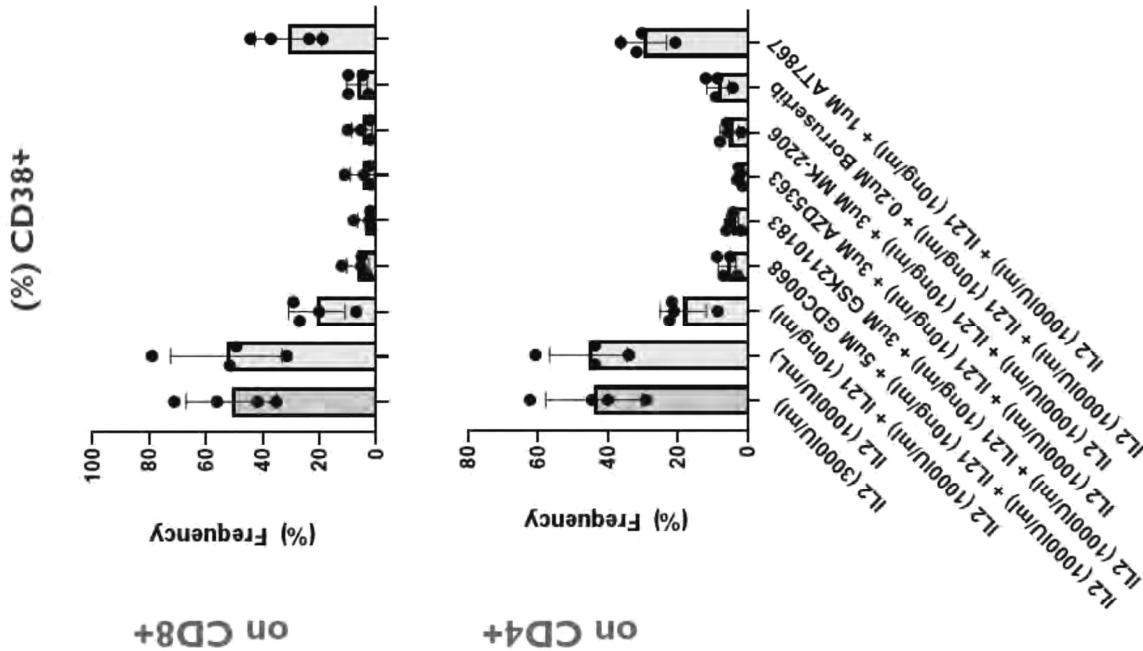 (%) CD38+
on CD8+
(%) Frequency
100
80
60
40
20
0
on CD4+
(%) Frequency
80
60
40
20
0
IL2 (3000IU/ml)
IL2 (1000IU/mL)
IL2 (1000IU/ml) + IL21 (10ng/ml)
IL2 (1000IU/ml) + IL21 (10ng/ml) + 5uM GDC0068
IL2 (1000IU/ml) + IL21 (10ng/ml) + 3uM GSK2110183
IL2 (1000IU/ml) + IL21 (10ng/ml) + 3uM AZD5363
IL2 (1000IU/ml) + IL21 (10ng/ml) + 3uM MK-2206
IL2 (1000IU/ml) + IL21 (10ng/ml) + 0.2uM Borrusertib
IL2 (1000IU/ml) + IL21 (10ng/ml) + 1uM AT7867